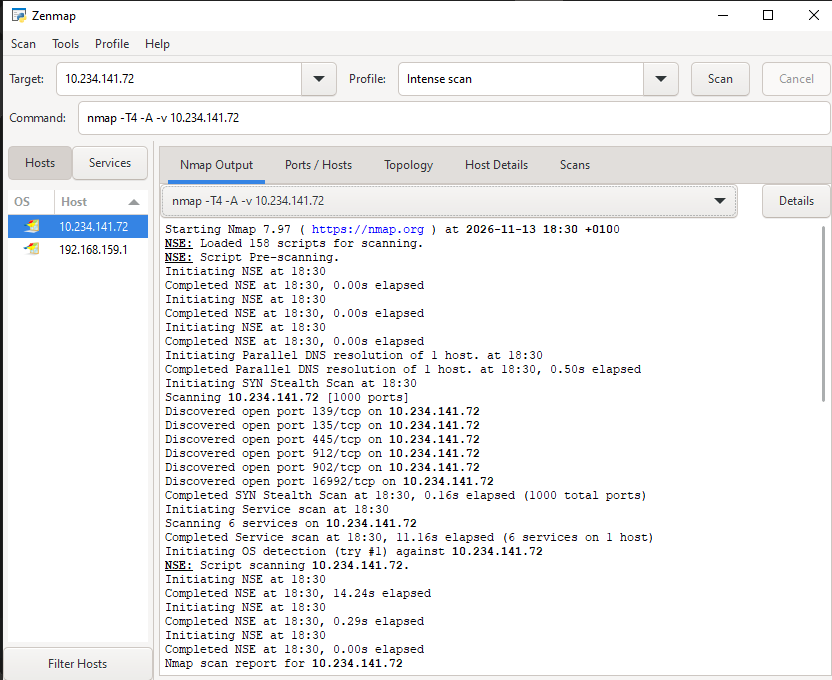 Zenmap
Scan Tools Profile Help
Target: 10.234.141.72 Profile: Intense scan Scan Cancel
Command: nmap -T4 -A -v 10.234.141.72
Hosts Services
OS Host
10.234.141.72
192.168.159.1
Filter Hosts
Nmap Output Ports / Hosts Topology Host Details Scans
nmap -T4 -A -v 10.234.141.72 Details
Starting Nmap 7.97 ( https://nmap.org ) at 2026-11-13 18:30 +0100
NSE: Loaded 158 scripts for scanning.
NSE: Script Pre-scanning.
Initiating NSE at 18:30
Completed NSE at 18:30, 0.00s elapsed
Initiating NSE at 18:30
Completed NSE at 18:30, 0.00s elapsed
Initiating NSE at 18:30
Completed NSE at 18:30, 0.00s elapsed
Initiating Parallel DNS resolution of 1 host. at 18:30
Completed Parallel DNS resolution of 1 host. at 18:30, 0.50s elapsed
Initiating SYN Stealth Scan at 18:30
Scanning 10.234.141.72 [1000 ports]
Discovered open port 139/tcp on 10.234.141.72
Discovered open port 135/tcp on 10.234.141.72
Discovered open port 445/tcp on 10.234.141.72
Discovered open port 912/tcp on 10.234.141.72
Discovered open port 902/tcp on 10.234.141.72
Discovered open port 16992/tcp on 10.234.141.72
Completed SYN Stealth Scan at 18:30, 0.16s elapsed (1000 total ports)
Initiating Service scan at 18:30
Scanning 6 services on 10.234.141.72
Completed Service scan at 18:30, 11.16s elapsed (6 services on 1 host)
Initiating OS detection (try #1) against 10.234.141.72
NSE: Script scanning 10.234.141.72.
Initiating NSE at 18:30
Completed NSE at 18:30, 14.24s elapsed
Initiating NSE at 18:30
Completed NSE at 18:30, 0.29s elapsed
Initiating NSE at 18:30
Completed NSE at 18:30, 0.00s elapsed
Nmap scan report for 10.234.141.72